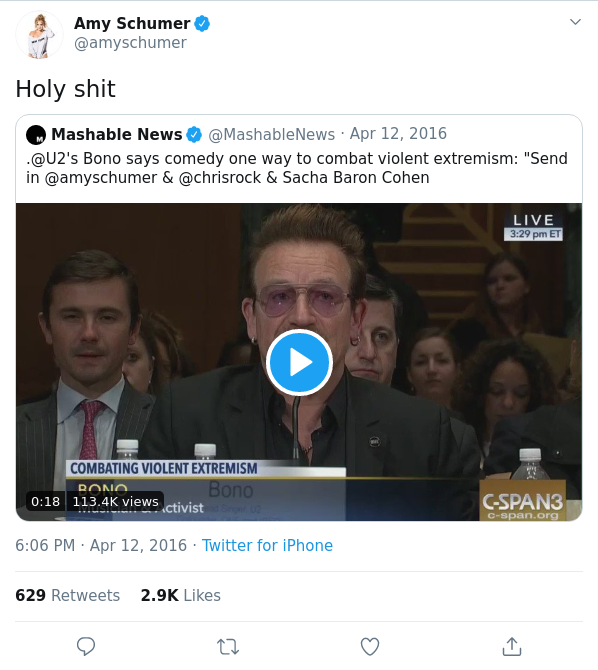 Amy Schumer
@amyschumer
Holy shit
Mashable News @MashableNews · Apr 12, 2016
.@U2's Bono says comedy one way to combat violent extremism: "Send
in @amyschumer & @chrisrock & Sacha Baron Cohen
LIVE
3:29 pm ET
COMBATING VIOLENT EXTREMISM
BONO
Bono
0:18 113.4K views
Musician & Activist
C-SPAN3
c-span.org
6:06 PM · Apr 12, 2016 · Twitter for iPhone
629 Retweets 2.9K Likes